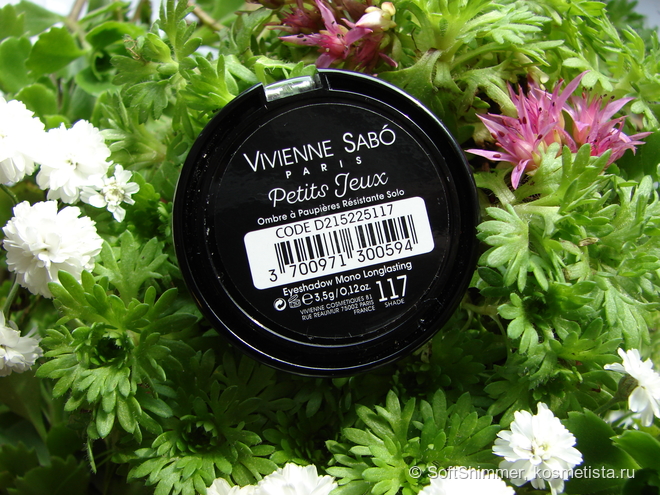 VIVIENNE SABÓ
PARIS
Petits Jeux
Ombre à Paupières Résistante Solo
CODE D215225117
3 700971 300594
Eyeshadow Mono Longlasting
e 3,5g/0.12oz.
117
SHADE
VIVIENNE COSMETIQUES 81
RUE REAUMUR 75002 PARIS
FRANCE
© SoftShimmer, kosmetista.ru